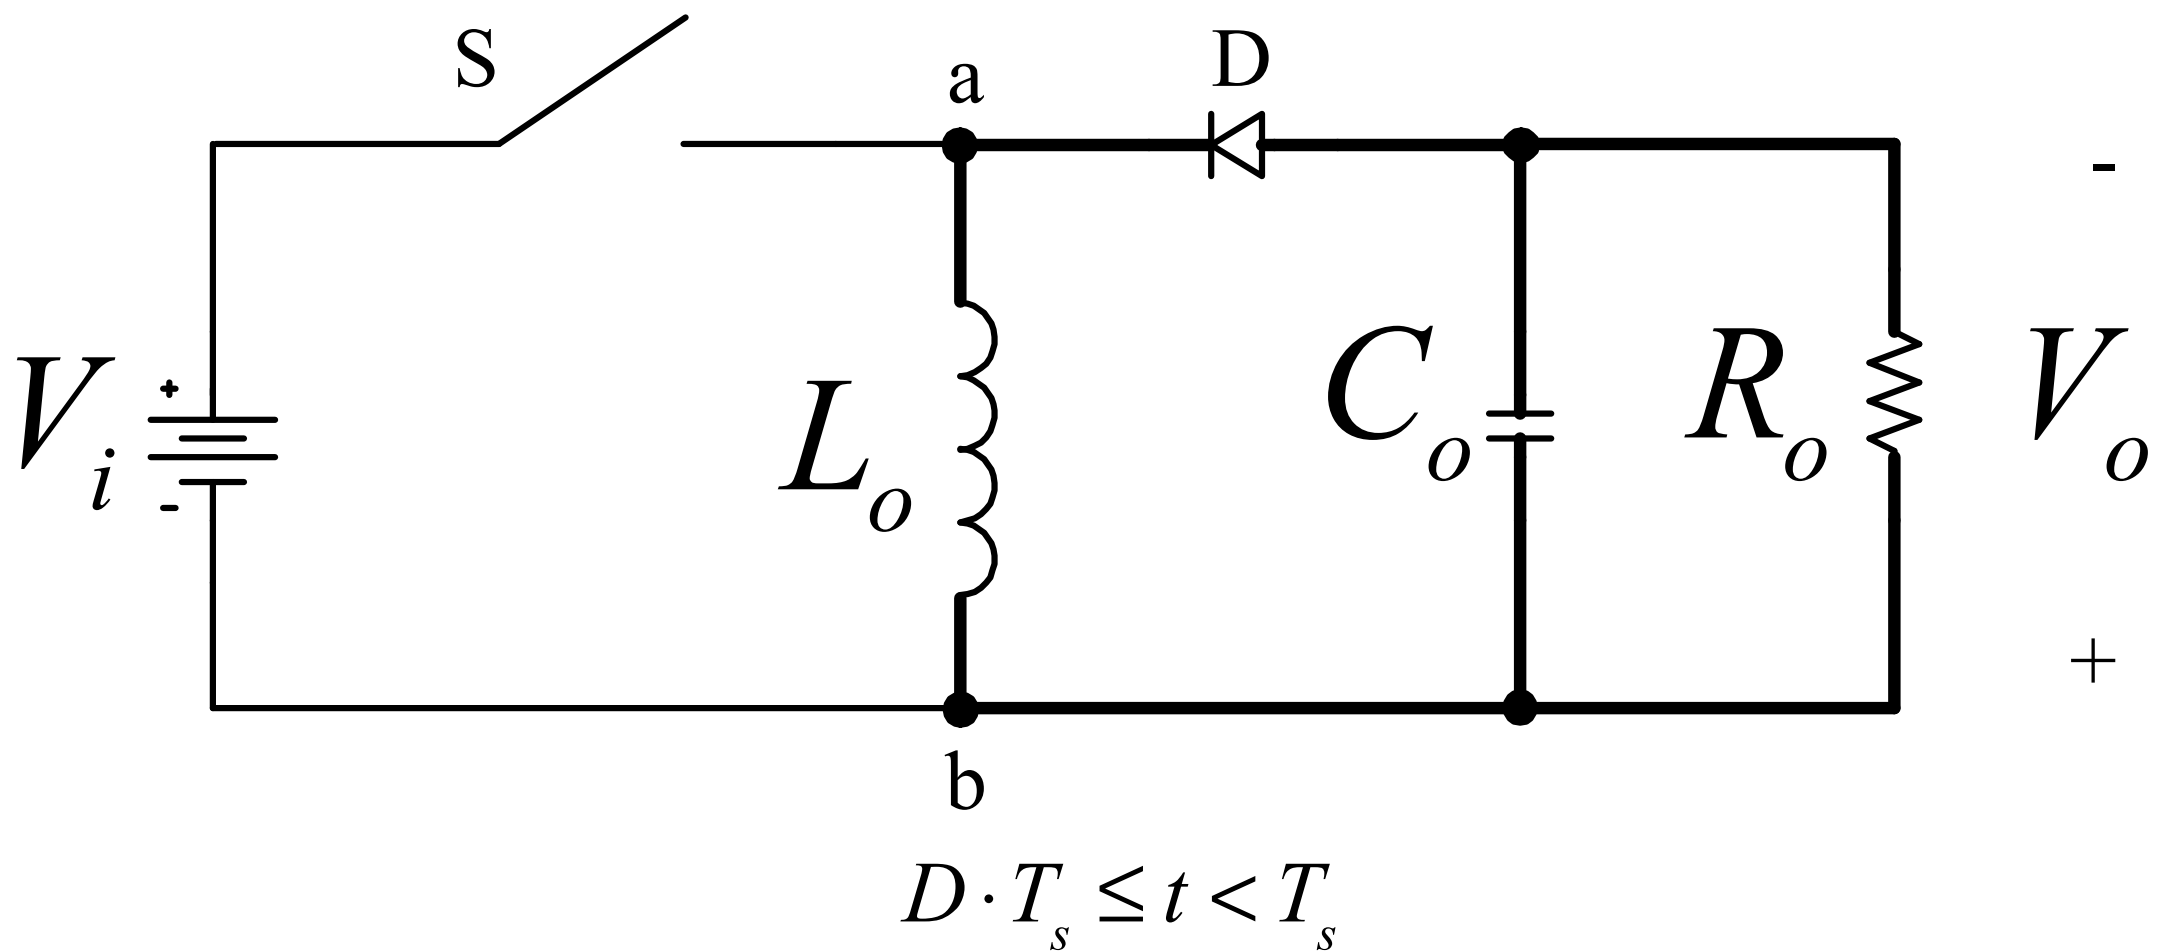 S
a
D
-
+
V_i
-
L_o
C_o
R_o
V_o
+
b
D · T_s ≤ t < T_s